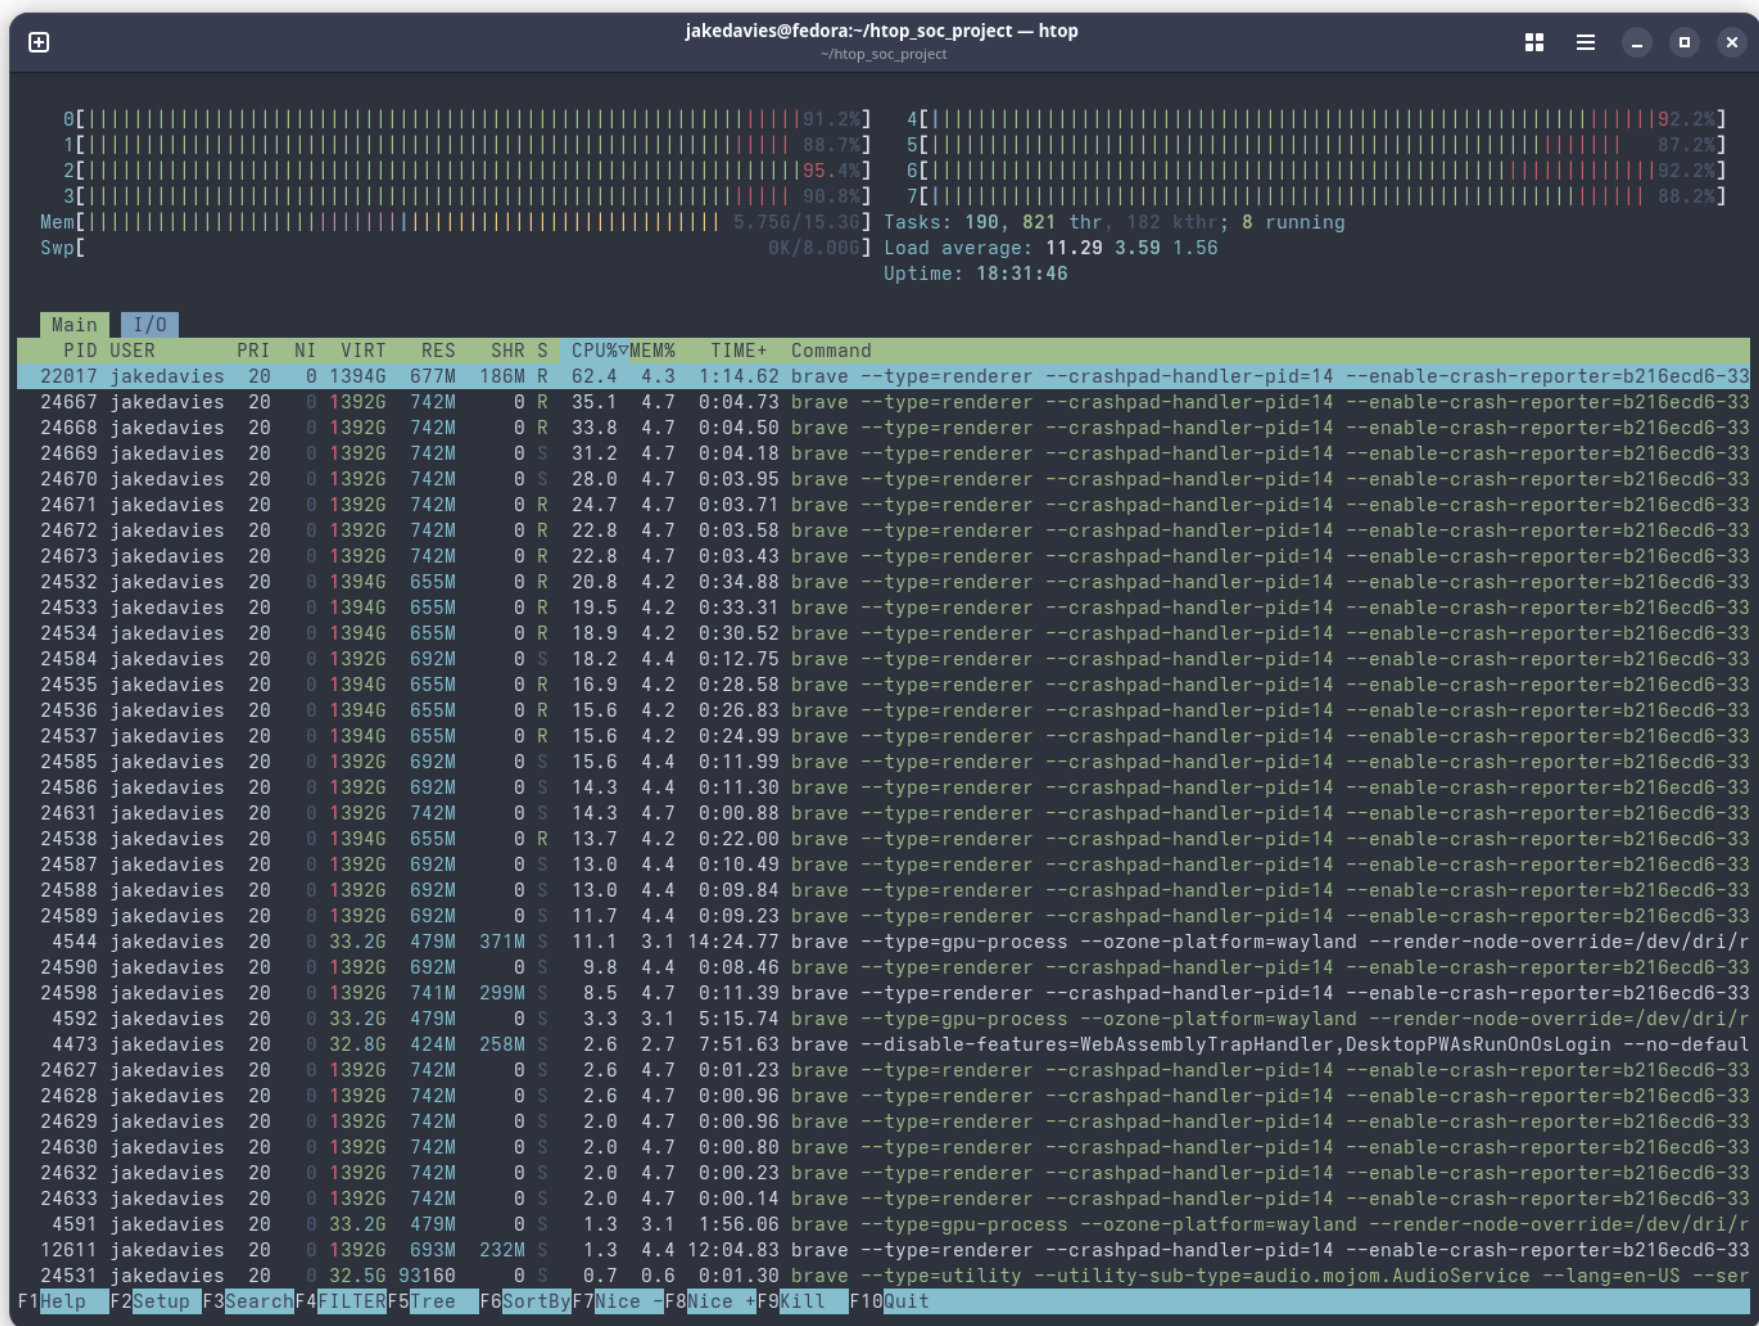 jakedavies@fedora:~/htop_soc_project — htop
~/htop_soc_project
0[91.2%] 4[92.2%]
1[88.7%] 5[87.2%]
2[95.4%] 6[92.2%]
3[90.8%] 7[88.2%]
Mem[5.75G/15.3G] Tasks: 190, 821 thr, 182 kthr; 8 running
Swp[0K/8.00G] Load average: 11.29 3.59 1.56
Uptime: 18:31:46
Main I/O
PID USER PRI NI VIRT RES SHR S CPU%▽MEM% TIME+ Command
22017 jakedavies 20 0 1394G 677M 186M R 62.4 4.3 1:14.62 brave --type=renderer --crashpad-handler-pid=14 --enable-crash-reporter=b216ecd6-33
24667 jakedavies 20 0 1392G 742M 0 R 35.1 4.7 0:04.73 brave --type=renderer --crashpad-handler-pid=14 --enable-crash-reporter=b216ecd6-33
24668 jakedavies 20 0 1392G 742M 0 R 33.8 4.7 0:04.50 brave --type=renderer --crashpad-handler-pid=14 --enable-crash-reporter=b216ecd6-33
24669 jakedavies 20 0 1392G 742M 0 S 31.2 4.7 0:04.18 brave --type=renderer --crashpad-handler-pid=14 --enable-crash-reporter=b216ecd6-33
24670 jakedavies 20 0 1392G 742M 0 S 28.0 4.7 0:03.95 brave --type=renderer --crashpad-handler-pid=14 --enable-crash-reporter=b216ecd6-33
24671 jakedavies 20 0 1392G 742M 0 R 24.7 4.7 0:03.71 brave --type=renderer --crashpad-handler-pid=14 --enable-crash-reporter=b216ecd6-33
24672 jakedavies 20 0 1392G 742M 0 R 22.8 4.7 0:03.58 brave --type=renderer --crashpad-handler-pid=14 --enable-crash-reporter=b216ecd6-33
24673 jakedavies 20 0 1392G 742M 0 R 22.8 4.7 0:03.43 brave --type=renderer --crashpad-handler-pid=14 --enable-crash-reporter=b216ecd6-33
24532 jakedavies 20 0 1394G 655M 0 R 20.8 4.2 0:34.88 brave --type=renderer --crashpad-handler-pid=14 --enable-crash-reporter=b216ecd6-33
24533 jakedavies 20 0 1394G 655M 0 R 19.5 4.2 0:33.31 brave --type=renderer --crashpad-handler-pid=14 --enable-crash-reporter=b216ecd6-33
24534 jakedavies 20 0 1394G 655M 0 R 18.9 4.2 0:30.52 brave --type=renderer --crashpad-handler-pid=14 --enable-crash-reporter=b216ecd6-33
24584 jakedavies 20 0 1392G 692M 0 S 18.2 4.4 0:12.75 brave --type=renderer --crashpad-handler-pid=14 --enable-crash-reporter=b216ecd6-33
24535 jakedavies 20 0 1394G 655M 0 R 16.9 4.2 0:28.58 brave --type=renderer --crashpad-handler-pid=14 --enable-crash-reporter=b216ecd6-33
24536 jakedavies 20 0 1394G 655M 0 R 15.6 4.2 0:26.83 brave --type=renderer --crashpad-handler-pid=14 --enable-crash-reporter=b216ecd6-33
24537 jakedavies 20 0 1394G 655M 0 R 15.6 4.2 0:24.99 brave --type=renderer --crashpad-handler-pid=14 --enable-crash-reporter=b216ecd6-33
24585 jakedavies 20 0 1392G 692M 0 S 15.6 4.4 0:11.99 brave --type=renderer --crashpad-handler-pid=14 --enable-crash-reporter=b216ecd6-33
24586 jakedavies 20 0 1392G 692M 0 S 14.3 4.4 0:11.30 brave --type=renderer --crashpad-handler-pid=14 --enable-crash-reporter=b216ecd6-33
24631 jakedavies 20 0 1392G 742M 0 S 14.3 4.7 0:00.88 brave --type=renderer --crashpad-handler-pid=14 --enable-crash-reporter=b216ecd6-33
24538 jakedavies 20 0 1394G 655M 0 R 13.7 4.2 0:22.00 brave --type=renderer --crashpad-handler-pid=14 --enable-crash-reporter=b216ecd6-33
24587 jakedavies 20 0 1392G 692M 0 S 13.0 4.4 0:10.49 brave --type=renderer --crashpad-handler-pid=14 --enable-crash-reporter=b216ecd6-33
24588 jakedavies 20 0 1392G 692M 0 S 13.0 4.4 0:09.84 brave --type=renderer --crashpad-handler-pid=14 --enable-crash-reporter=b216ecd6-33
24589 jakedavies 20 0 1392G 692M 0 S 11.7 4.4 0:09.23 brave --type=renderer --crashpad-handler-pid=14 --enable-crash-reporter=b216ecd6-33
4544 jakedavies 20 0 33.2G 479M 371M S 11.1 3.1 14:24.77 brave --type=gpu-process --ozone-platform=wayland --render-node-override=/dev/dri/r
24590 jakedavies 20 0 1392G 692M 0 S 9.8 4.4 0:08.46 brave --type=renderer --crashpad-handler-pid=14 --enable-crash-reporter=b216ecd6-33
24598 jakedavies 20 0 1392G 741M 299M S 8.5 4.7 0:11.39 brave --type=renderer --crashpad-handler-pid=14 --enable-crash-reporter=b216ecd6-33
4592 jakedavies 20 0 33.2G 479M 0 S 3.3 3.1 5:15.74 brave --type=gpu-process --ozone-platform=wayland --render-node-override=/dev/dri/r
4473 jakedavies 20 0 32.8G 424M 258M S 2.6 2.7 7:51.63 brave --disable-features=WebAssemblyTrapHandler,DesktopPWAsRunOnOsLogin --no-defaul
24627 jakedavies 20 0 1392G 742M 0 S 2.6 4.7 0:01.23 brave --type=renderer --crashpad-handler-pid=14 --enable-crash-reporter=b216ecd6-33
24628 jakedavies 20 0 1392G 742M 0 S 2.6 4.7 0:00.96 brave --type=renderer --crashpad-handler-pid=14 --enable-crash-reporter=b216ecd6-33
24629 jakedavies 20 0 1392G 742M 0 S 2.0 4.7 0:00.96 brave --type=renderer --crashpad-handler-pid=14 --enable-crash-reporter=b216ecd6-33
24630 jakedavies 20 0 1392G 742M 0 S 2.0 4.7 0:00.80 brave --type=renderer --crashpad-handler-pid=14 --enable-crash-reporter=b216ecd6-33
24632 jakedavies 20 0 1392G 742M 0 S 2.0 4.7 0:00.23 brave --type=renderer --crashpad-handler-pid=14 --enable-crash-reporter=b216ecd6-33
24633 jakedavies 20 0 1392G 742M 0 S 2.0 4.7 0:00.14 brave --type=renderer --crashpad-handler-pid=14 --enable-crash-reporter=b216ecd6-33
4591 jakedavies 20 0 33.2G 479M 0 S 1.3 3.1 1:56.06 brave --type=gpu-process --ozone-platform=wayland --render-node-override=/dev/dri/r
12611 jakedavies 20 0 1392G 693M 232M S 1.3 4.4 12:04.83 brave --type=renderer --crashpad-handler-pid=14 --enable-crash-reporter=b216ecd6-33
24531 jakedavies 20 0 32.5G 93160 0 S 0.7 0.6 0:01.30 brave --type=utility --utility-sub-type=audio.mojom.AudioService --lang=en-US --ser
F1Help F2Setup F3SearchF4FILTERF5Tree F6SortByF7Nice -F8Nice +F9Kill F10Quit